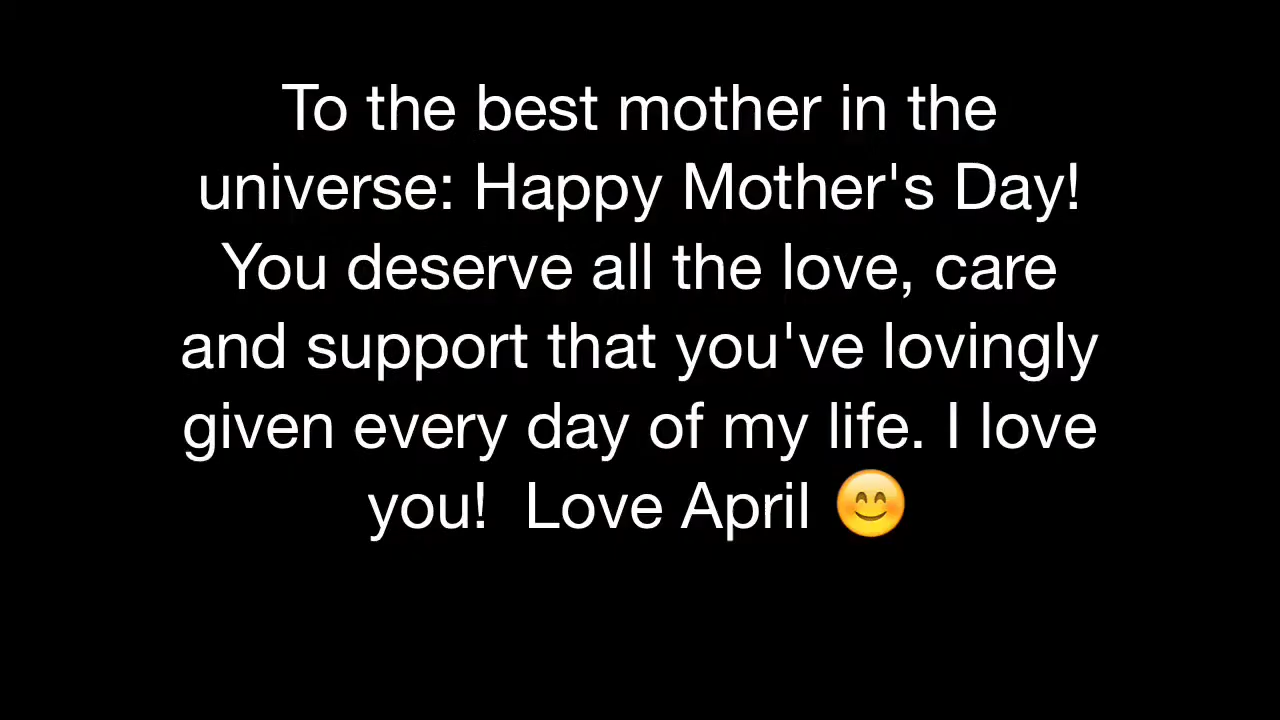 To the best mother in the
universe: Happy Mother's Day!
You deserve all the love, care
and support that you've lovingly
given every day of my life. I love
you!  Love April 😊